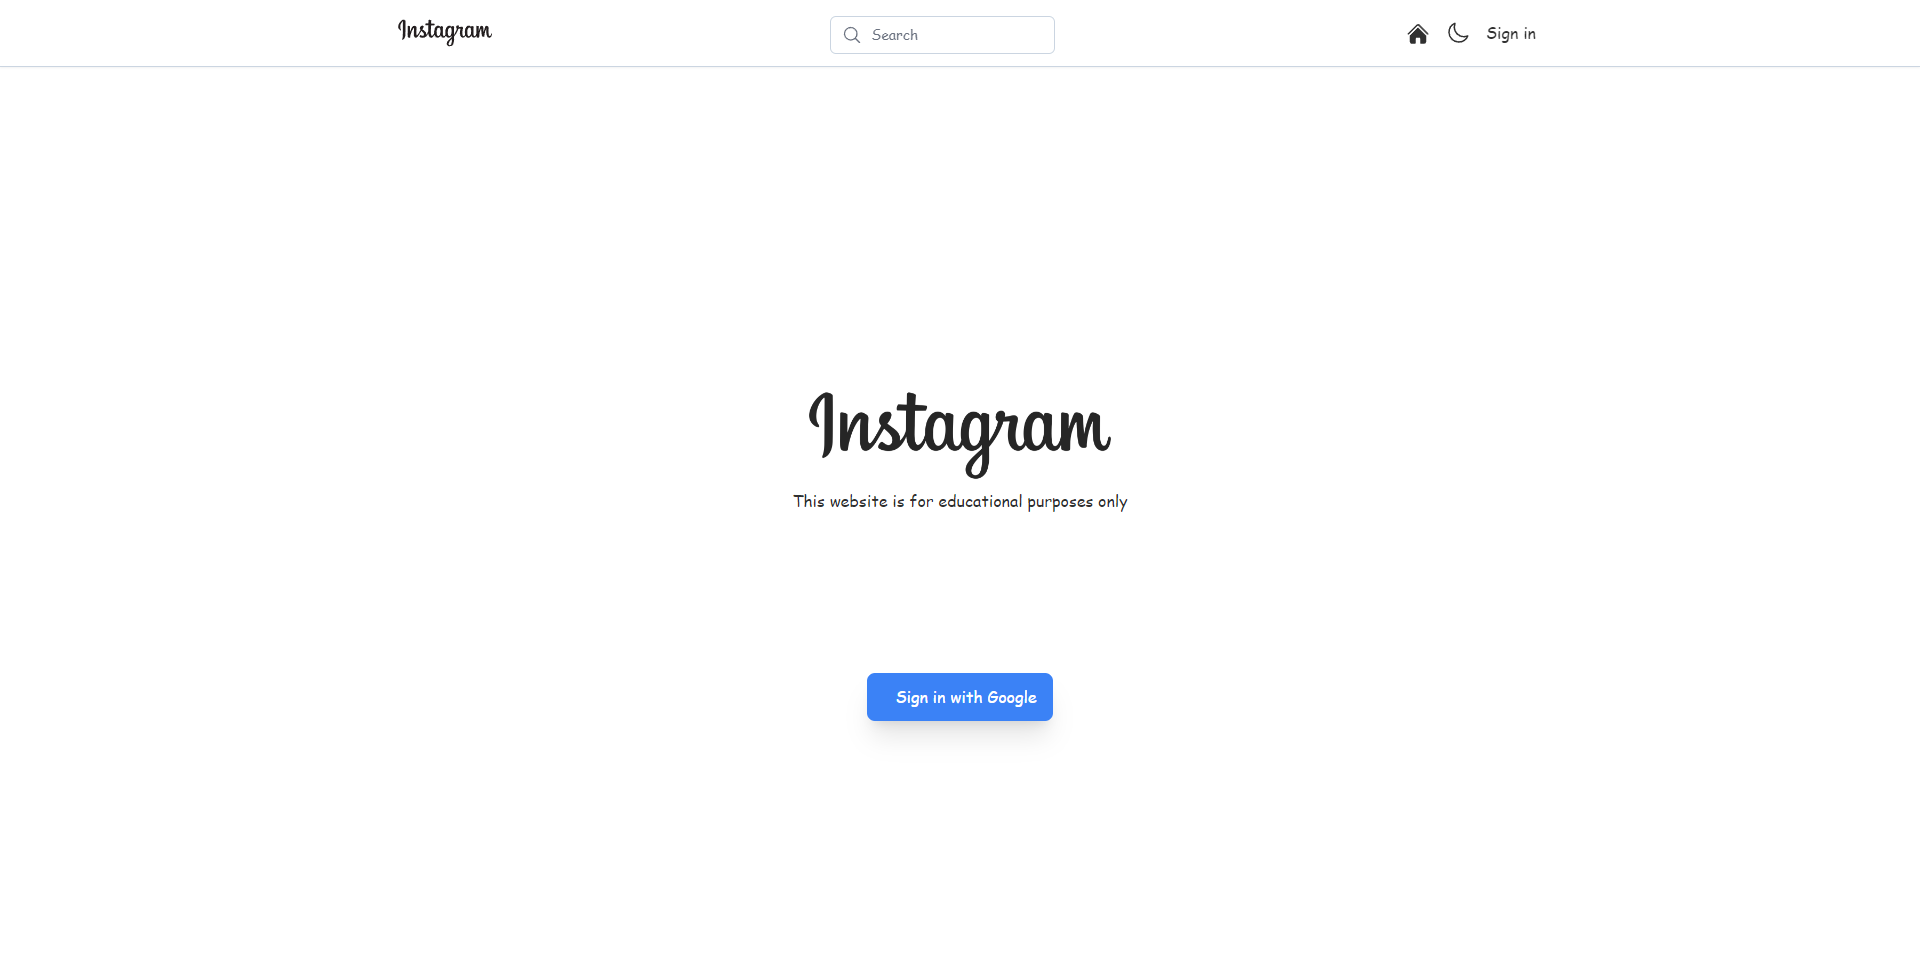 Instagram
Search
Sign in
Instagram
This website is for educational purposes only
Sign in with Google